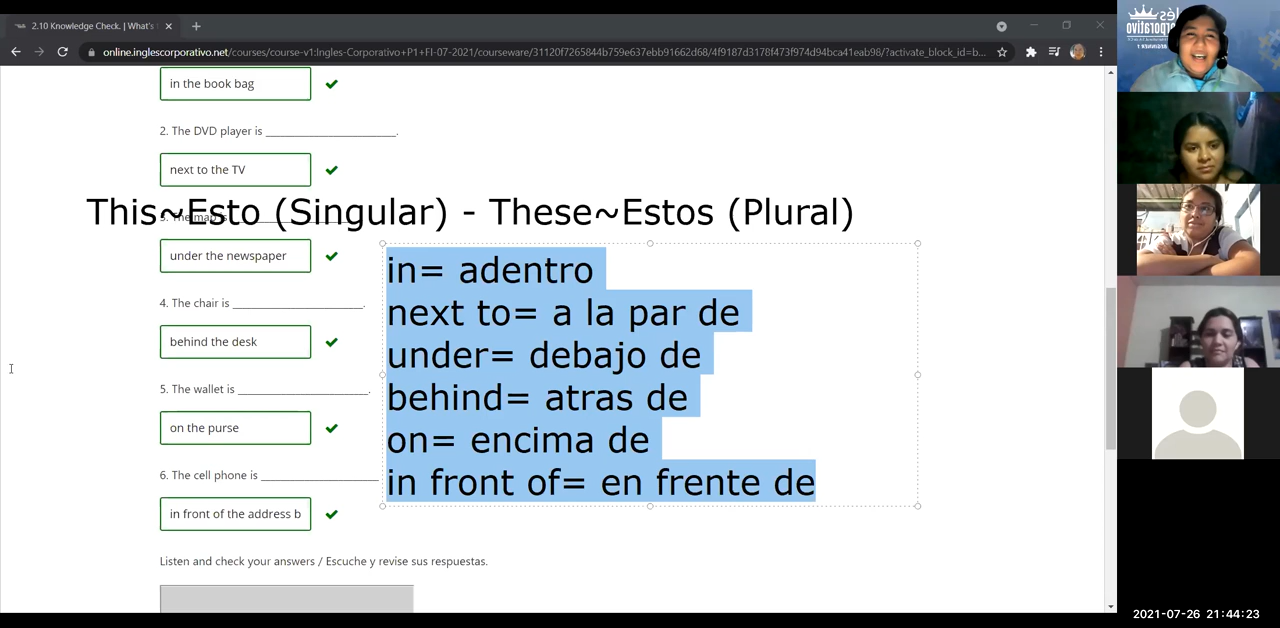 2.10 Knowledge Check. | What's
online.inglescorporativo.net/courses/course-v1:Ingles-Corporativo+P1+FI-07-2021/courseware/31120f7265844b759e637ebb91662d68/4f9187d3178f473f974d94bca41eab98/?activate_block_id=b...
in the book bag
2. The DVD player is ____________________.
next to the TV
This~Esto (Singular) - These~Estos (Plural)
3. The map is
under the newspaper
in= adentro
next to= a la par de
under= debajo de
behind= atras de
on= encima de
in front of= en frente de
4. The chair is ____________________.
behind the desk
5. The wallet is ____________________.
on the purse
6. The cell phone is ____________________
in front of the address b
Listen and check your answers / Escuche y revise sus respuestas.
2021-07-26 21:44:23